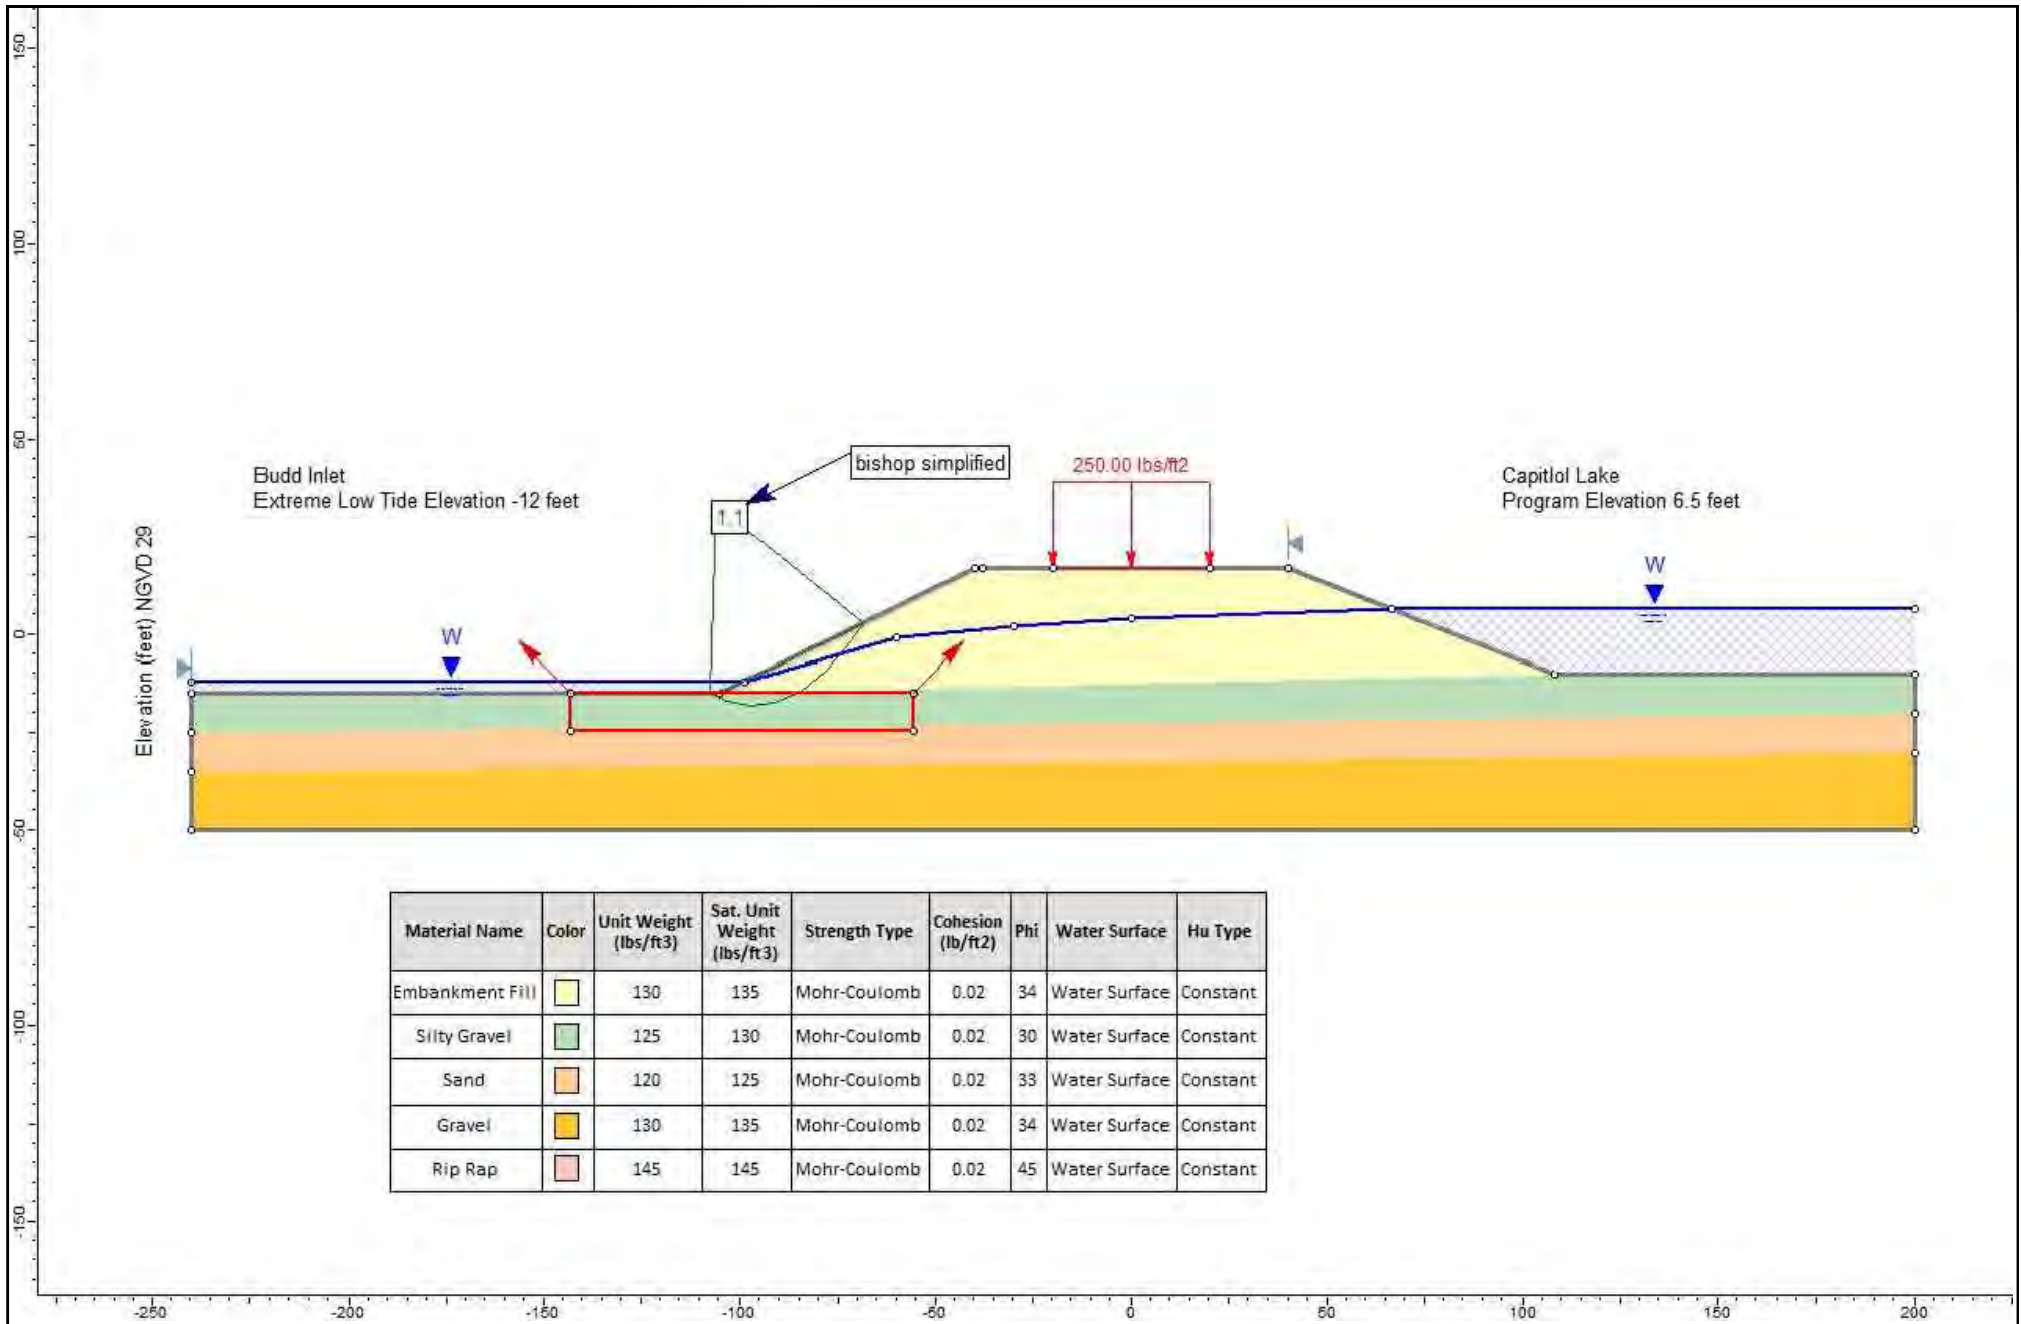 150
100
50
0
-50
-100
-150
Elevation (feet) NGVD 29
Budd Inlet
Extreme Low Tide Elevation -12 feet
W
1.1
bishop simplified
250.00 lbs/ft2
Capitlol Lake
Program Elevation 6.5 feet
W
Material Name Color Unit Weight (lbs/ft3) Sat. Unit Weight (lbs/ft3) Strength Type Cohesion (lb/ft2) Phi Water Surface Hu Type
Embankment Fill 130 135 Mohr-Coulomb 0.02 34 Water Surface Constant
Silty Gravel 125 130 Mohr-Coulomb 0.02 30 Water Surface Constant
Sand 120 125 Mohr-Coulomb 0.02 33 Water Surface Constant
Gravel 130 135 Mohr-Coulomb 0.02 34 Water Surface Constant
Rip Rap 145 145 Mohr-Coulomb 0.02 45 Water Surface Constant
-250 -200 -150 -100 -50 0 50 100 150 200